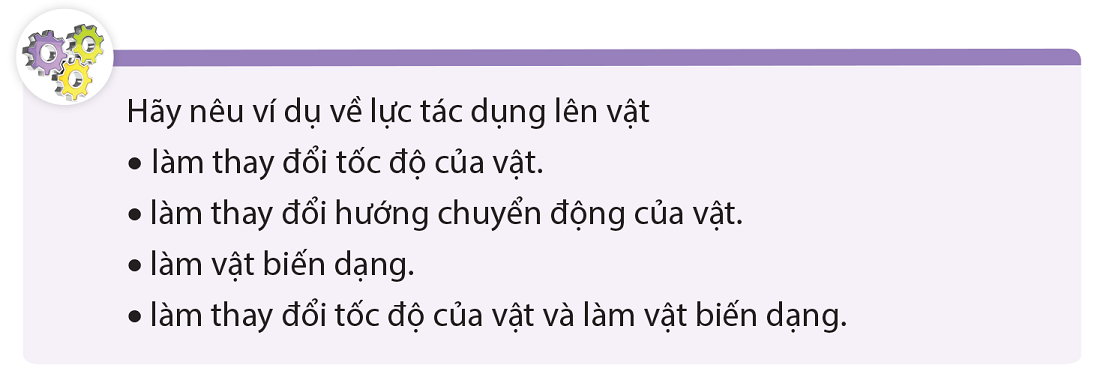 Hãy nêu ví dụ về lực tác dụng lên vật
• làm thay đổi tốc độ của vật.
• làm thay đổi hướng chuyển động của vật.
• làm vật biến dạng.
• làm thay đổi tốc độ của vật và làm vật biến dạng.